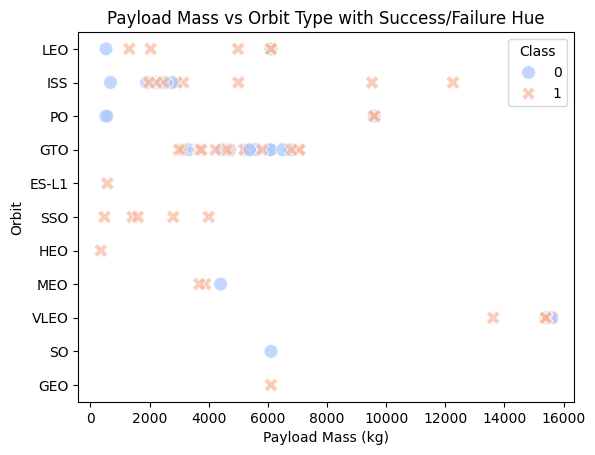 Payload Mass vs Orbit Type with Success/Failure Hue
Class
0
1
Orbit
LEO
ISS
PO
GTO
ES-L1
SSO
HEO
MEO
VLEO
SO
GEO
0 2000 4000 6000 8000 10000 12000 14000 16000
Payload Mass (kg)